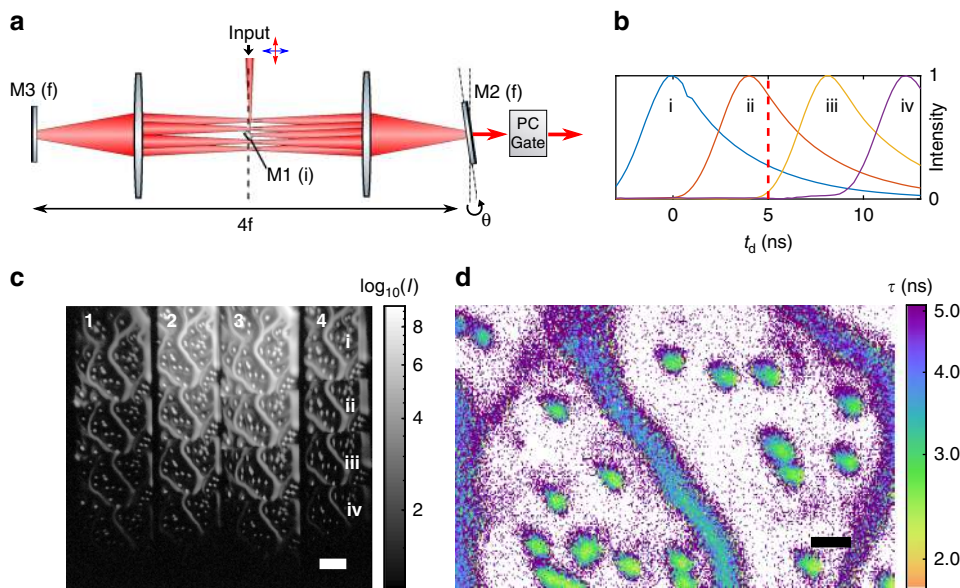 a
Input
M3 (f)
M2 (f)
PC
Gate
M1 (i)
θ
4f
b
i
ii
iii
iv
1
Intensity
0
0
5
10
t_d (ns)
c
log10(I)
1
2
3
4
i
ii
iii
iv
8
6
4
2
d
τ (ns)
5.0
4.0
3.0
2.0